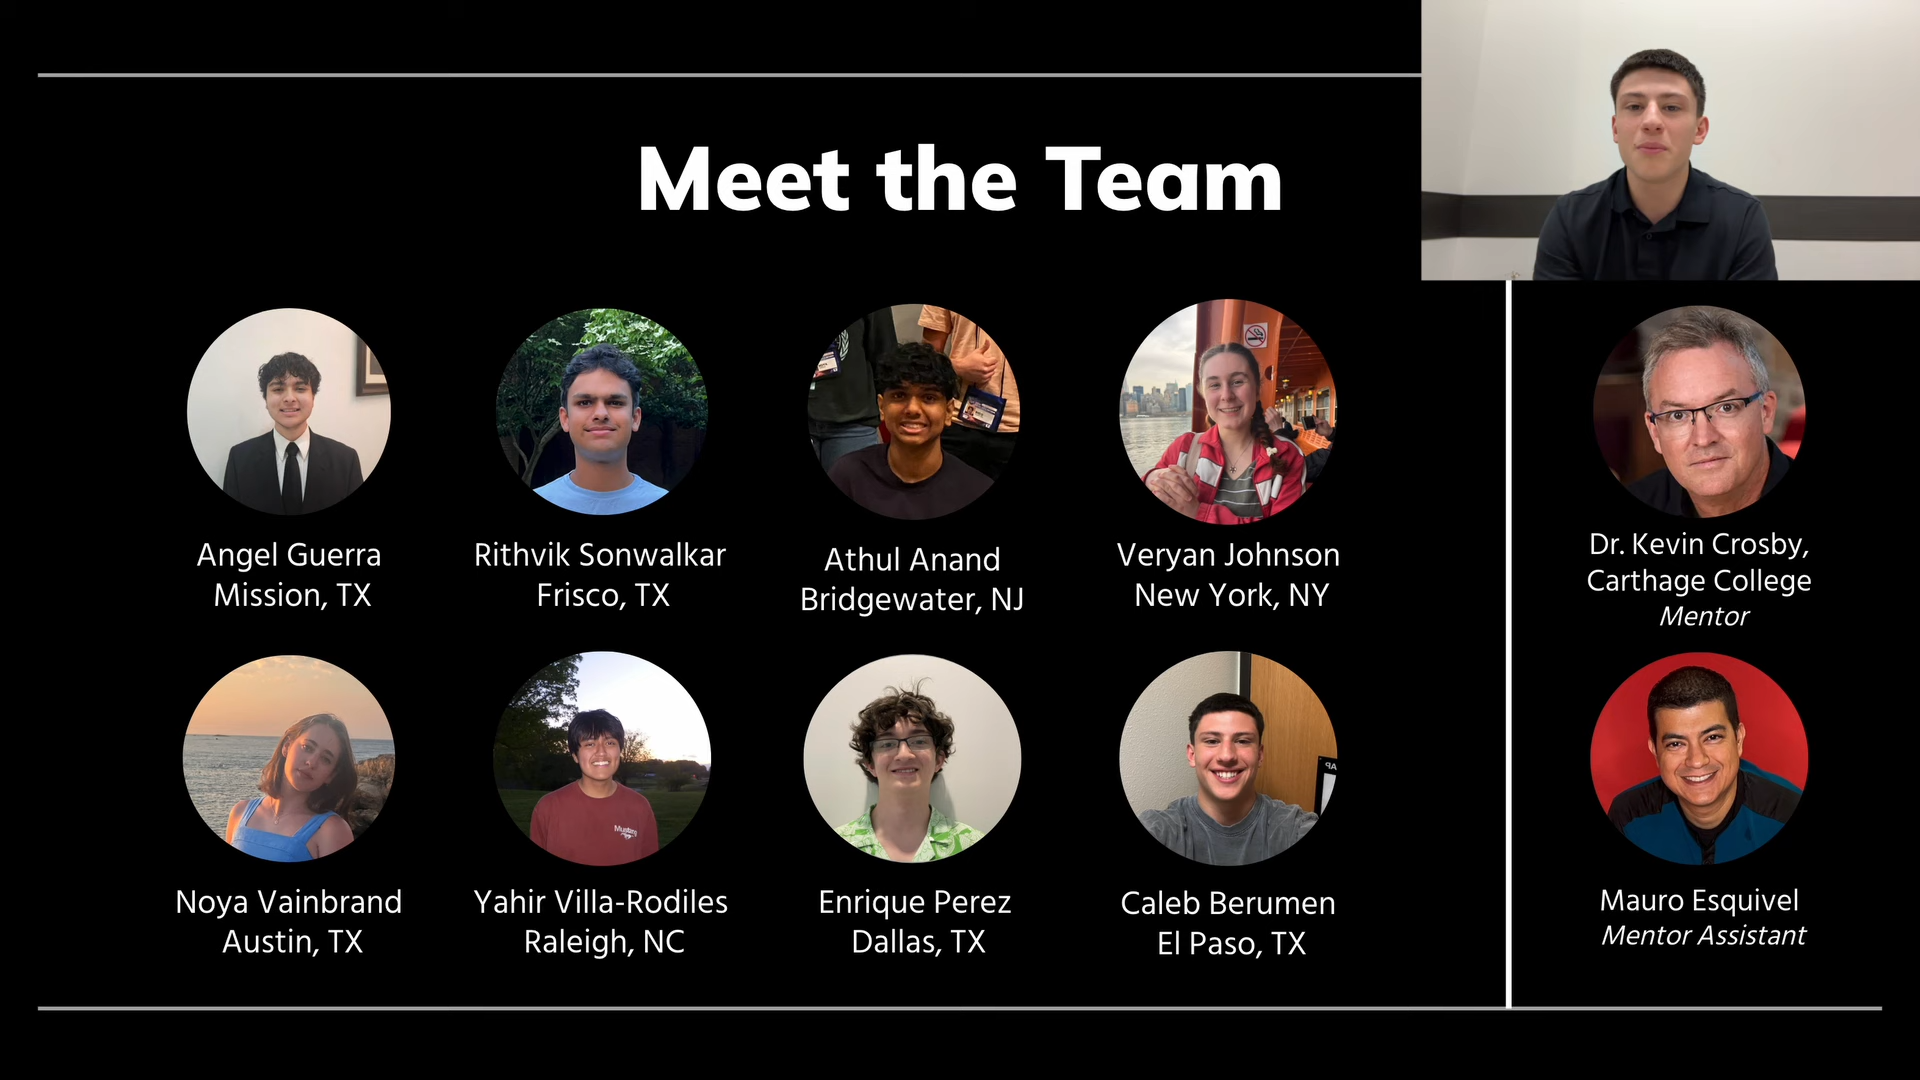 Meet the Team
Angel Guerra
Mission, TX
Rithvik Sonwalkar
Frisco, TX
Athul Anand
Bridgewater, NJ
Veryan Johnson
New York, NY
Dr. Kevin Crosby,
Carthage College
Mentor
Noya Vainbrand
Austin, TX
Yahir Villa-Rodiles
Raleigh, NC
Mustang
Enrique Perez
Dallas, TX
Caleb Berumen
El Paso, TX
Mauro Esquivel
Mentor Assistant